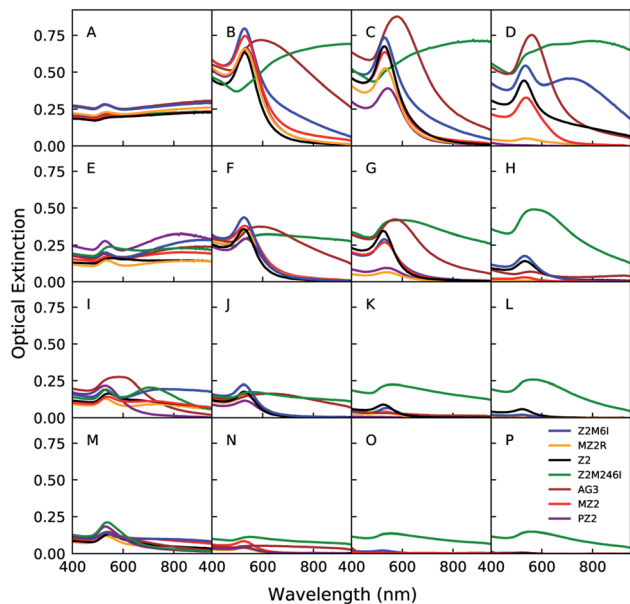 A B C D
0.75
0.50
0.25
0.00
E F G H
0.75
0.50
0.25
0.00
I J K L
0.75
0.50
0.25
0.00
M N O P
0.75
0.50
0.25
0.00
Z2M6I
MZ2R
Z2
Z2M246I
AG3
MZ2
PZ2
400 600 800 400 600 800 400 600 800 400 600 800
Optical Extinction
Wavelength (nm)